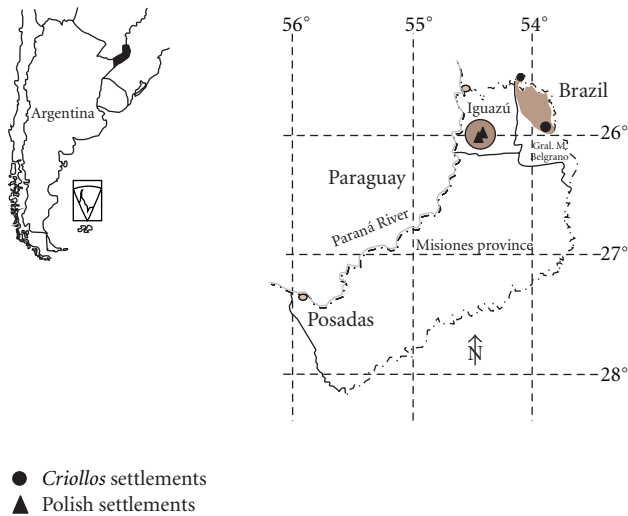 56°
55°
54°
Brazil
Argentina
Iguazú
26°
Gral. M.
Belgrano
Paraguay
Paraná River
Misiones province
27°
Posadas
N
28°
Criollos settlements
Polish settlements